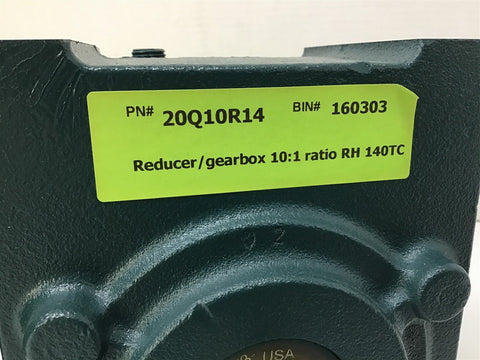 PN# 20Q10R14 BIN# 160303
Reducer/gearbox 10:1 ratio RH 140TC
USA